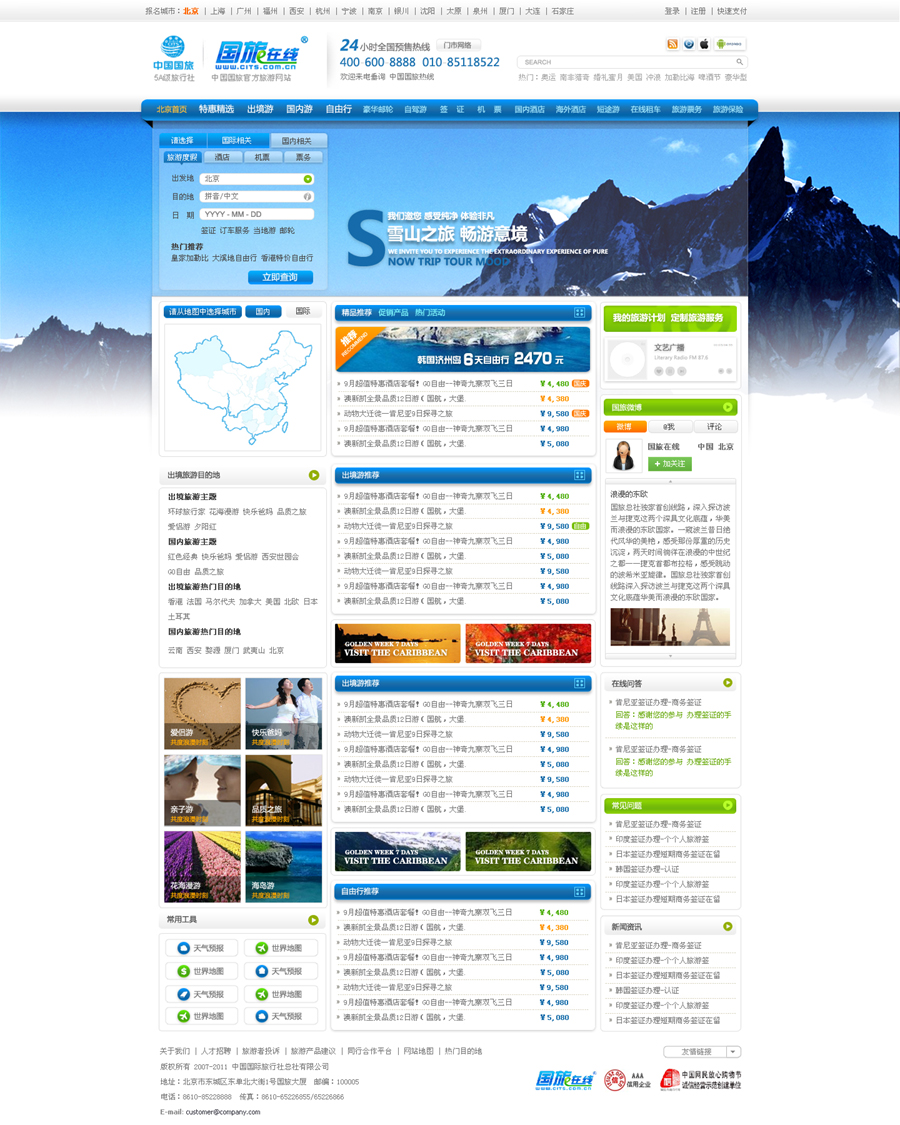 报名城市： 北京 | 上海 | 广州 | 福州 | 西安 | 杭州 | 宁波 | 南京 | 银川 | 沈阳 | 太原 | 泉州 | 厦门 | 大连 | 石家庄
登录 | 注册 | 快速支付
中国国旅
5A级旅行社
国旅在线
www.CITS.com.cn
中国国旅官方旅游网站
24小时全国预售热线 门市网络
400 600 8888 010 85118522
欢迎来电垂询 中国国旅热线
SEARCH
热门：奥运 南非猎奇 婚礼蜜月 美国 冲浪 加勒比海 啤酒节 豪华型
北京首页 特惠精选 出境游 国内游 自由行 豪华邮轮 自驾游 签 证 机 票 国内酒店 海外酒店 短途游 在线租车 旅游票务 旅游保险
请选择 国际相关 国内相关
旅游度假 酒店 机票 票务
出发地 北京
目的地 拼音/中文
日 期 YYYY - MM - DD
签证 订车服务 当地游 邮轮
热门推荐
皇家加勒比 大溪地自由行 香港特价自由行
立即查询
S
我们邀您 感受纯净 体验非凡
雪山之旅 畅游意境
WE INVITE YOU TO EXPERIENCE THE EXTRAORDINARY EXPERIENCE OF PURE
NOW TRIP TOUR MOOD
请从地图中选择城市 国内 国际
出境旅游目的地
出境旅游主题
环球旅行家 花海漫游 快乐爸妈 品质之旅
爱侣游 夕阳红
国内旅游主题
红色经典 快乐爸妈 爱侣游 西安世园会
GO自由 品质之旅
出境旅游热门目的地
香港 法国 马尔代夫 加拿大 美国 北欧 日本
土耳其
国内旅游热门目的地
云南 西安 婺源 厦门 武夷山 北京
爱侣游
共度浪漫时刻
快乐爸妈
共度浪漫时刻
亲子游
共度浪漫时刻
品质之旅
共度浪漫时刻
花海漫游
共度浪漫时刻
海岛游
共度浪漫时刻
常用工具
天气预报 世界地图
世界地图 天气预报
天气预报 世界地图
世界地图 天气预报
精品推荐 促销产品 热门活动
推荐
RECOMMEND
韩国济州岛 6天自由行 2470 元
9月超值特惠酒店套餐！GO自由--神奇九寨双飞三日 ¥ 4,480 国庆
澳新凯全景品质12日游（国航，大堡. ¥ 4,380
动物大迁徙--肯尼亚9日探寻之旅 ¥ 9,580 国庆
9月超值特惠酒店套餐！GO自由--神奇九寨双飞三日 ¥ 4,980
澳新凯全景品质12日游（国航，大堡. ¥ 5,080
出境游推荐
9月超值特惠酒店套餐！GO自由--神奇九寨双飞三日 ¥ 4,480
澳新凯全景品质12日游（国航，大堡. ¥ 4,380
动物大迁徙--肯尼亚9日探寻之旅 ¥ 9,580 自由
9月超值特惠酒店套餐！GO自由--神奇九寨双飞三日 ¥ 4,980
澳新凯全景品质12日游（国航，大堡. ¥ 5,080
动物大迁徙--肯尼亚9日探寻之旅 ¥ 9,580
9月超值特惠酒店套餐！GO自由--神奇九寨双飞三日 ¥ 4,980
澳新凯全景品质12日游（国航，大堡. ¥ 5,080
GOLDEN WEEK 7 DAYS
VISIT THE CARIBBEAN
GOLDEN WEEK 7 DAYS
VISIT THE CARIBBEAN
出境游推荐
9月超值特惠酒店套餐！GO自由--神奇九寨双飞三日 ¥ 4,480
澳新凯全景品质12日游（国航，大堡. ¥ 4,380
动物大迁徙--肯尼亚9日探寻之旅 ¥ 9,580
9月超值特惠酒店套餐！GO自由--神奇九寨双飞三日 ¥ 4,980
澳新凯全景品质12日游（国航，大堡. ¥ 5,080
动物大迁徙--肯尼亚9日探寻之旅 ¥ 9,580
9月超值特惠酒店套餐！GO自由--神奇九寨双飞三日 ¥ 4,980
澳新凯全景品质12日游（国航，大堡. ¥ 5,080
GOLDEN WEEK 7 DAYS
VISIT THE CARIBBEAN
GOLDEN WEEK 7 DAYS
VISIT THE CARIBBEAN
自由行推荐
9月超值特惠酒店套餐！GO自由--神奇九寨双飞三日 ¥ 4,480
澳新凯全景品质12日游（国航，大堡. ¥ 4,380
动物大迁徙--肯尼亚9日探寻之旅 ¥ 9,580
9月超值特惠酒店套餐！GO自由--神奇九寨双飞三日 ¥ 4,980
澳新凯全景品质12日游（国航，大堡. ¥ 5,080
动物大迁徙--肯尼亚9日探寻之旅 ¥ 9,580
9月超值特惠酒店套餐！GO自由--神奇九寨双飞三日 ¥ 4,980
澳新凯全景品质12日游（国航，大堡. ¥ 5,080
我的旅游计划 定制旅游服务
文艺广播
Literary Radio FM 87.6
国旅微博
微博 @我 评论
国旅在线 中国 北京
+ 加关注
浪漫的东欧
国旅总社独家首创线路，深入探访波
兰与捷克这两个深具文化底蕴，华美
而浪漫的东欧国家。一窥波兰昔日绝
代风华的美艳，感受那份厚重的历史
沉淀，两天时间徜徉在浪漫的中世纪
之都——捷克首都布拉格，感受跳动
的波希米亚旋律。国旅总社独家首创
线路深入探访波兰与捷克这两个深具
文化底蕴华美而浪漫的东欧国家。
在线问答
肯尼亚签证办理-商务签证
回答：感谢您的参与 办理签证的手
续是这样的
肯尼亚签证办理-商务签证
回答：感谢您的参与 办理签证的手
续是这样的
常见问题
肯尼亚签证办理-商务签证
印度签证办理-个个人旅游签
日本签证办理短期商务签证在留
韩国签证办理-认证
印度签证办理-个个人旅游签
日本签证办理短期商务签证在留
新闻资讯
肯尼亚签证办理-商务签证
印度签证办理-个个人旅游签
日本签证办理短期商务签证在留
韩国签证办理-认证
印度签证办理-个个人旅游签
日本签证办理短期商务签证在留
关于我们 | 人才招聘 | 旅游者投诉 | 旅游产品建议 | 同行合作平台 | 网站地图 | 热门目的地
友情链接
版权所有 2007-2011 中国国际旅行社总社有限公司
地址：北京市东城区东单北大街1号国旅大厦 邮编：100005
电话：8610-85228888 传真：8610-65226855/65226866
E-mail: customer@company.com
国旅在线
www.CITS.com.cn
AAA
信用企业
中国网民放心购物节
诚信经营示范创建单位